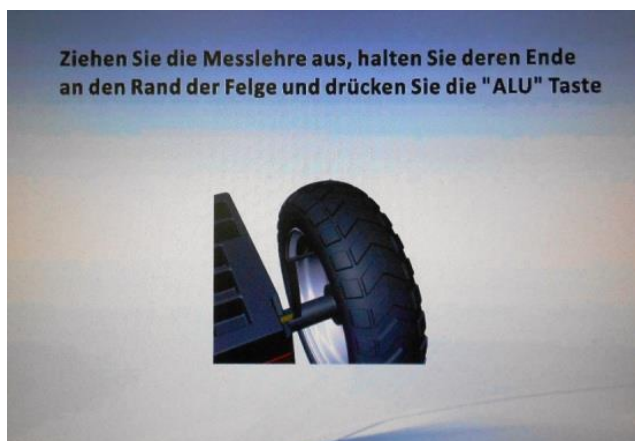 Ziehen Sie die Messlehre aus, halten Sie deren Ende
an den Rand der Felge und drücken Sie die "ALU" Taste